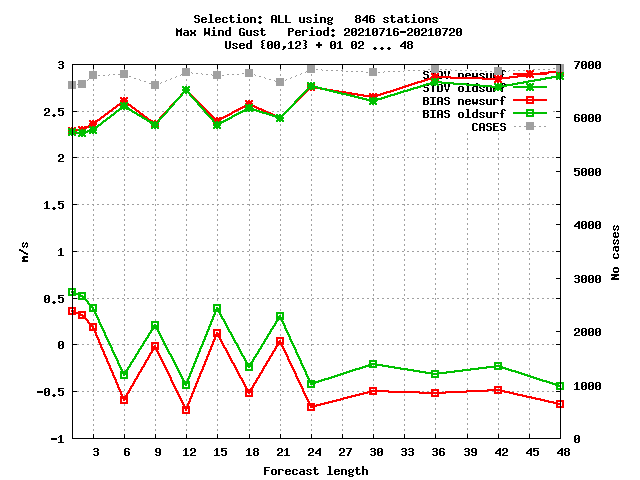 Selection: ALL using   846 stations
Max Wind Gust   Period: 20210716-20210720
Used {00,12} + 01 02 ... 48
STDV newsurf
STDV oldsurf
BIAS newsurf
BIAS oldsurf
CASES
3
2.5
2
1.5
1
0.5
0
-0.5
-1
m/s
7000
6000
5000
4000
3000
2000
1000
0
No cases
3 6 9 12 15 18 21 24 27 30 33 36 39 42 45 48
Forecast length